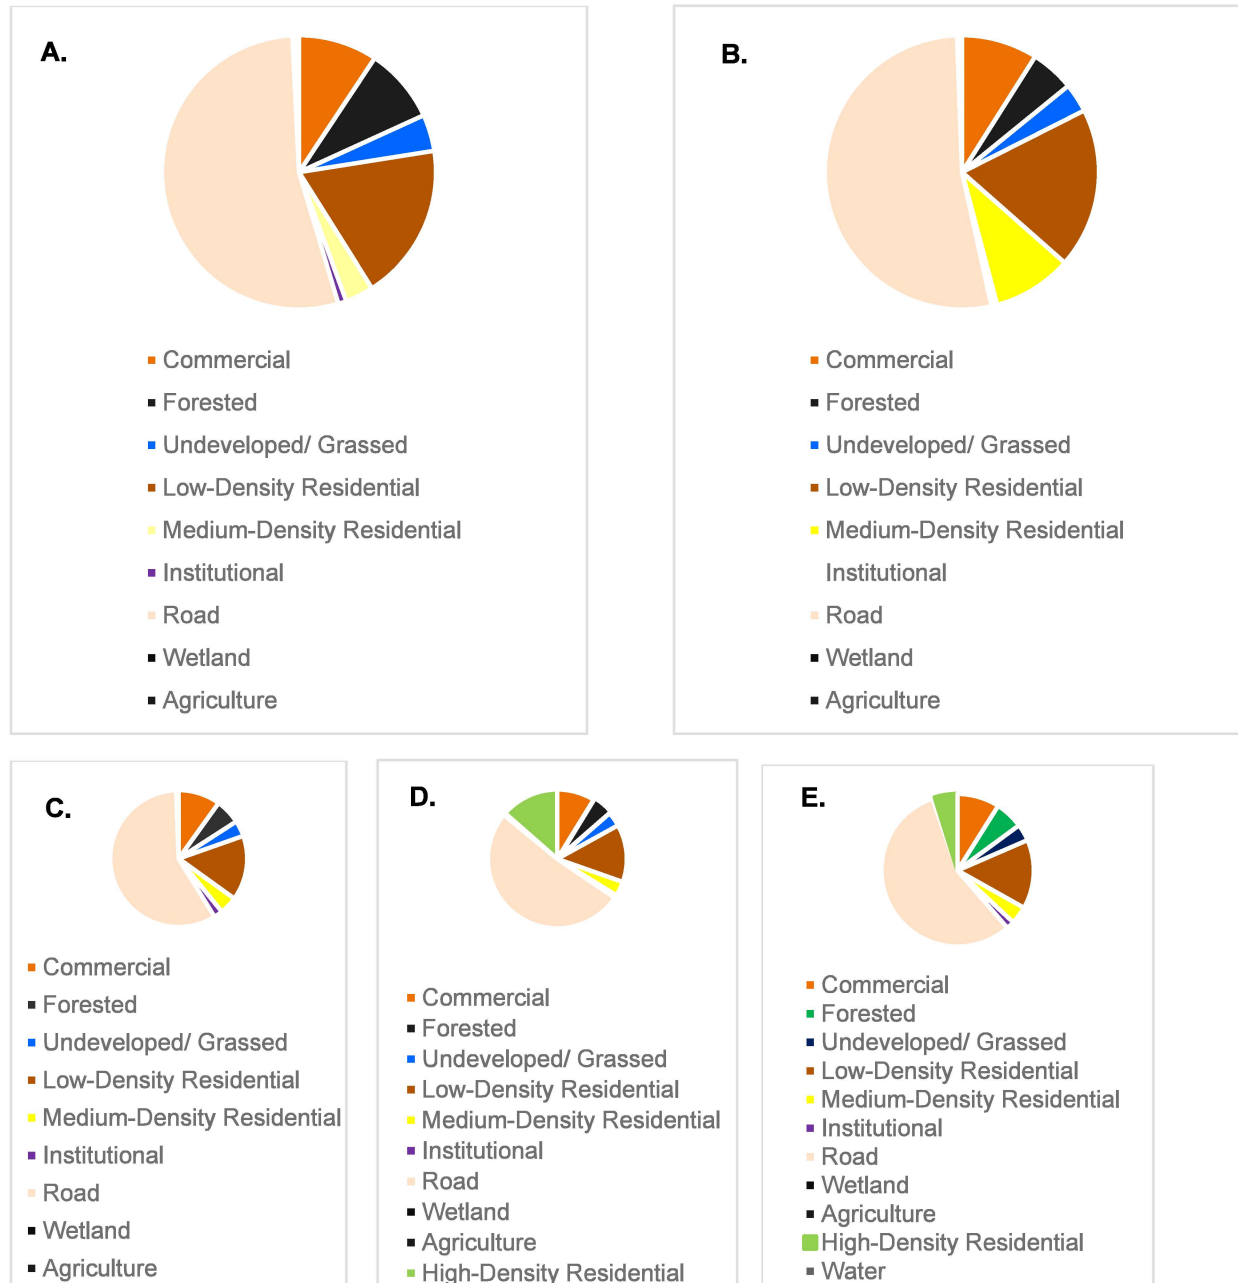 A.
Commercial
Forested
Undeveloped/ Grassed
Low-Density Residential
Medium-Density Residential
Institutional
Road
Wetland
Agriculture
B.
Commercial
Forested
Undeveloped/ Grassed
Low-Density Residential
Medium-Density Residential
Institutional
Road
Wetland
Agriculture
C.
Commercial
Forested
Undeveloped/ Grassed
Low-Density Residential
Medium-Density Residential
Institutional
Road
Wetland
Agriculture
D.
Commercial
Forested
Undeveloped/ Grassed
Low-Density Residential
Medium-Density Residential
Institutional
Road
Wetland
Agriculture
High-Density Residential
E.
Commercial
Forested
Undeveloped/ Grassed
Low-Density Residential
Medium-Density Residential
Institutional
Road
Wetland
Agriculture
High-Density Residential
Water